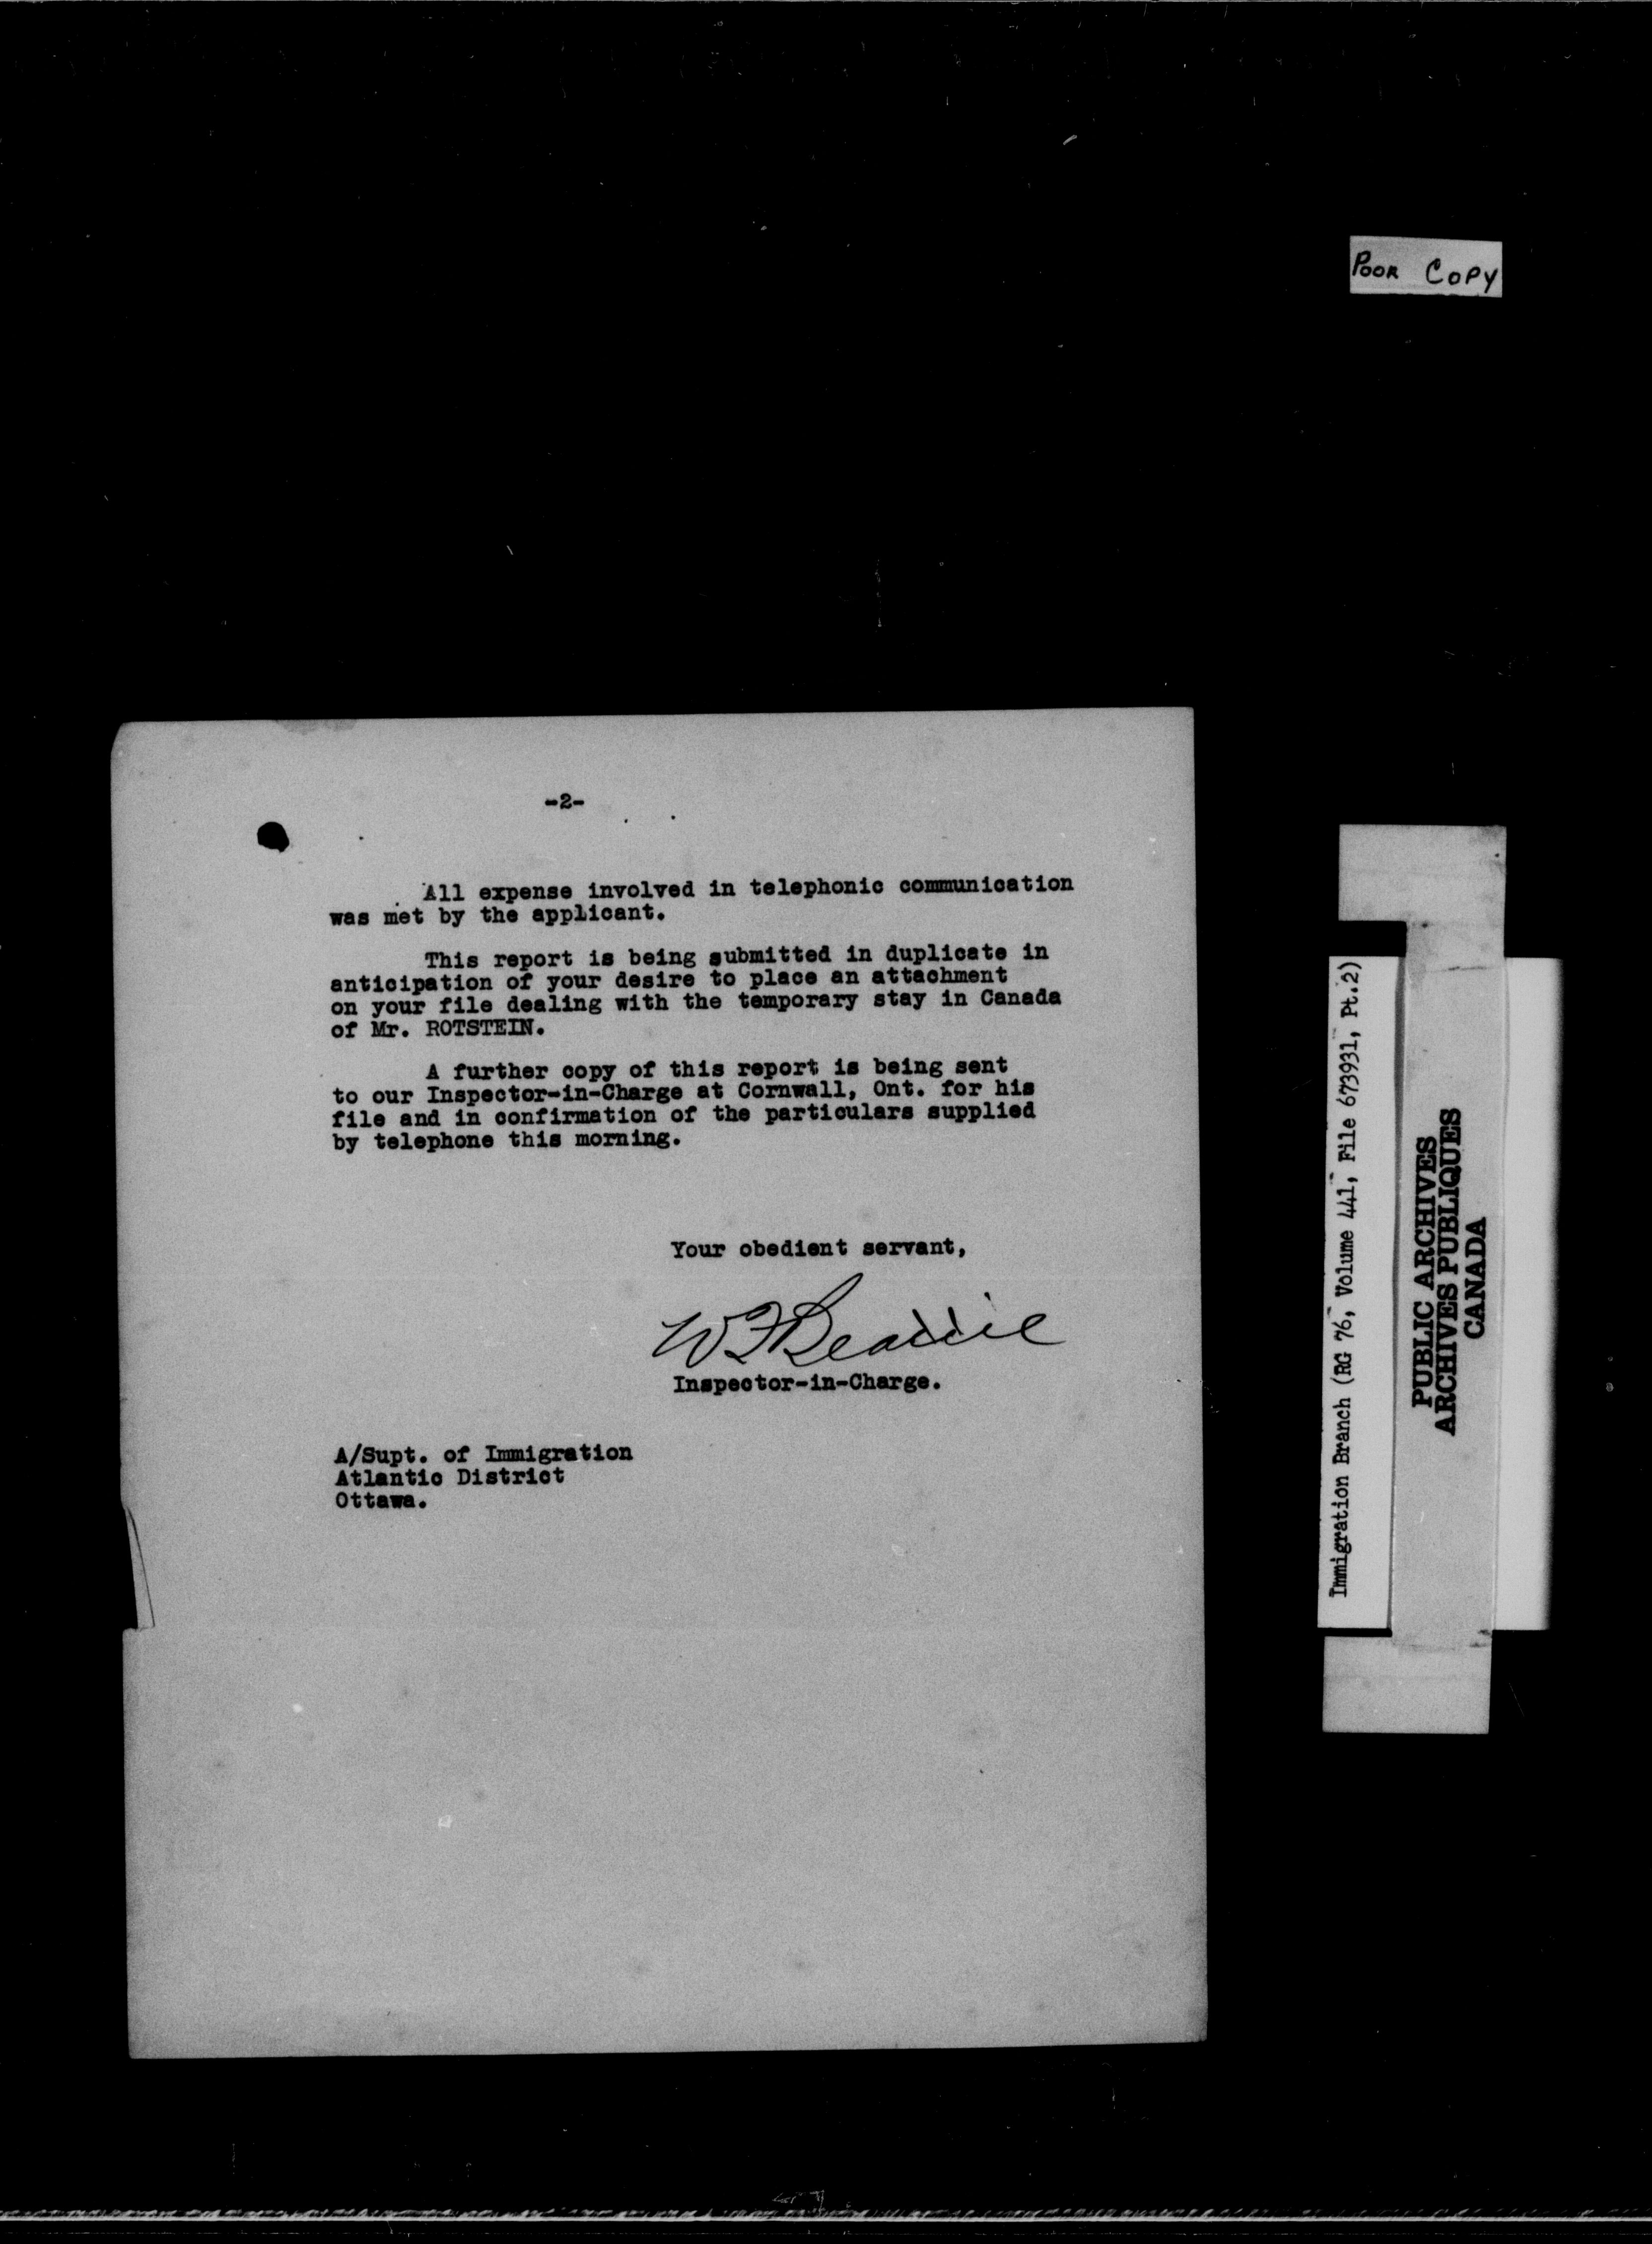 Poor Copy
-2-
All expense involved in telephonic communication
was met by the applicant.
This report is being submitted in duplicate in
anticipation of your desire to place an attachment
on your file dealing with the temporary stay in Canada
of Mr. ROTSTEIN.
A further copy of this report is being sent
to our Inspector-in-Charge at Cornwall, Ont. for his
file and in confirmation of the particulars supplied
by telephone this morning.
Your obedient servant,
W F Beattie
Inspector-in-Charge.
A/Supt. of Immigration
Atlantic District
Ottawa.
Immigration Branch (RG 76, Volume 441, File 673931, Pt.2)
PUBLIC ARCHIVES
ARCHIVES PUBLIQUES
CANADA